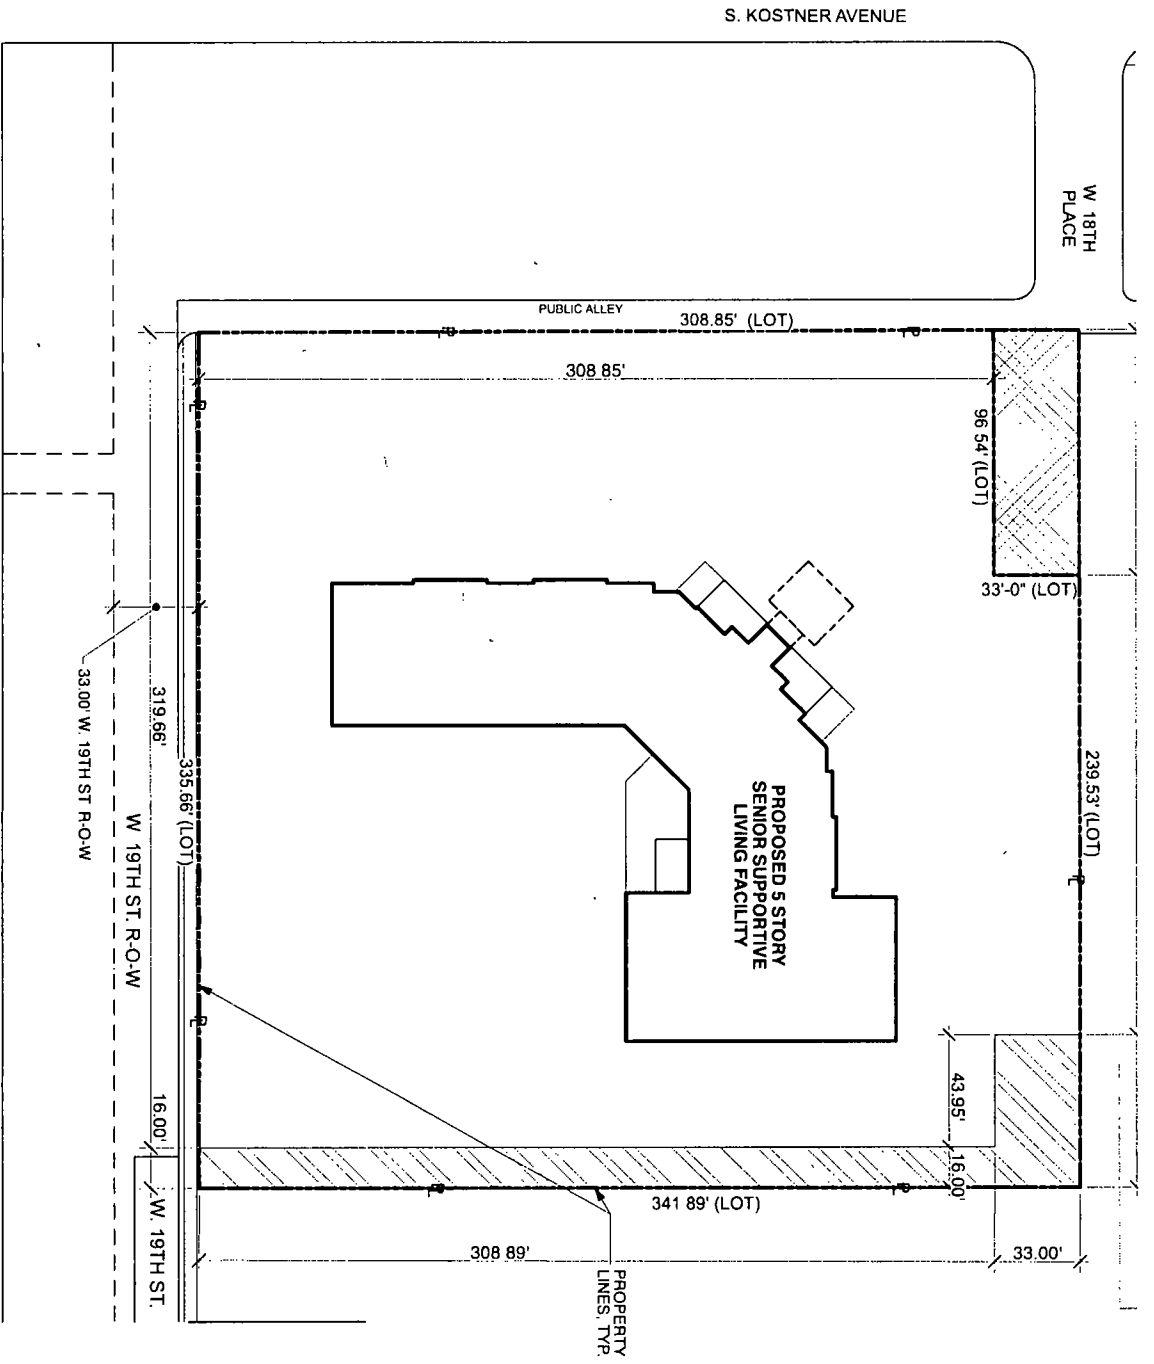 S. KOSTNER AVENUE
W 18TH
PLACE
PUBLIC ALLEY
308.85' (LOT)
308 85'
96 54' (LOT)
33'-0" (LOT)
239.53' (LOT)
PROPOSED 5 STORY
SENIOR SUPPORTIVE
LIVING FACILITY
33.00' W. 19TH ST R-O-W
319.66'
335.66' (LOT)
W 19TH ST. R-O-W
16.00'
W. 19TH ST.
43.95'
16.00'
341 89' (LOT)
308 89'
33.00'
PROPERTY
LINES, TYP.